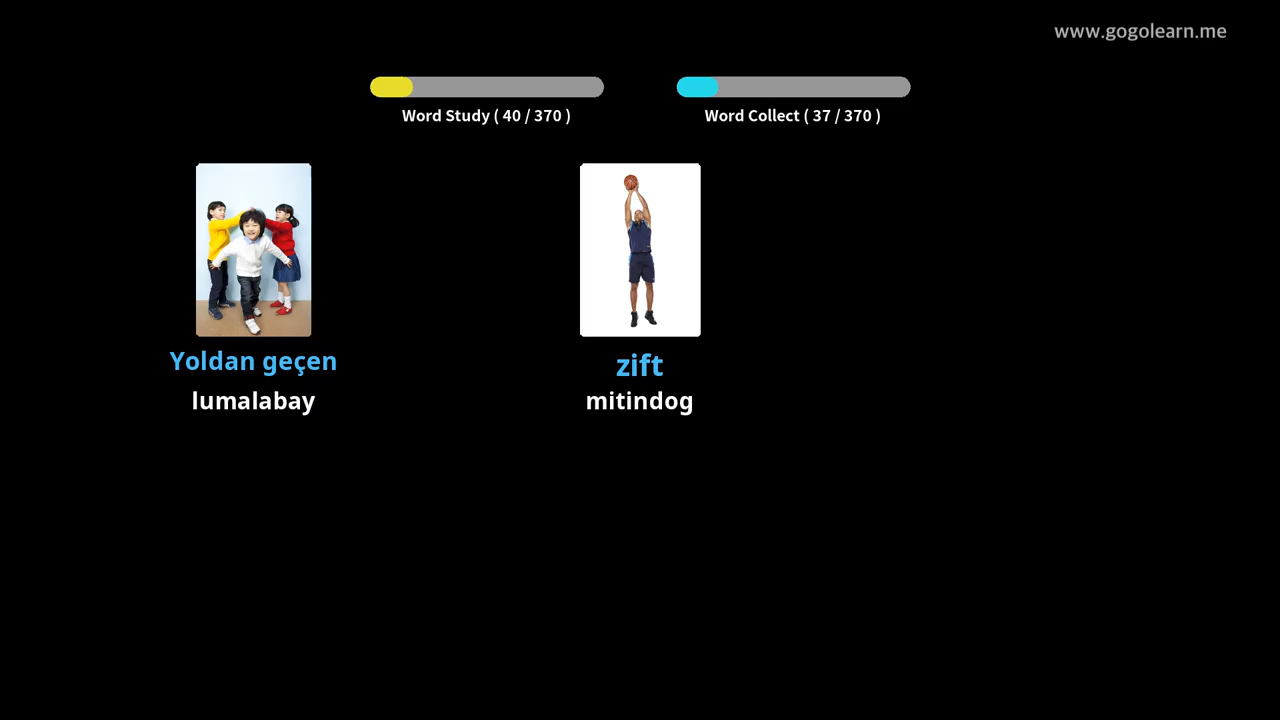 www.gogolearn.me
Word Study ( 40 / 370 )
Word Collect ( 37 / 370 )
Yoldan geçen
lumalabay
zift
mitindog